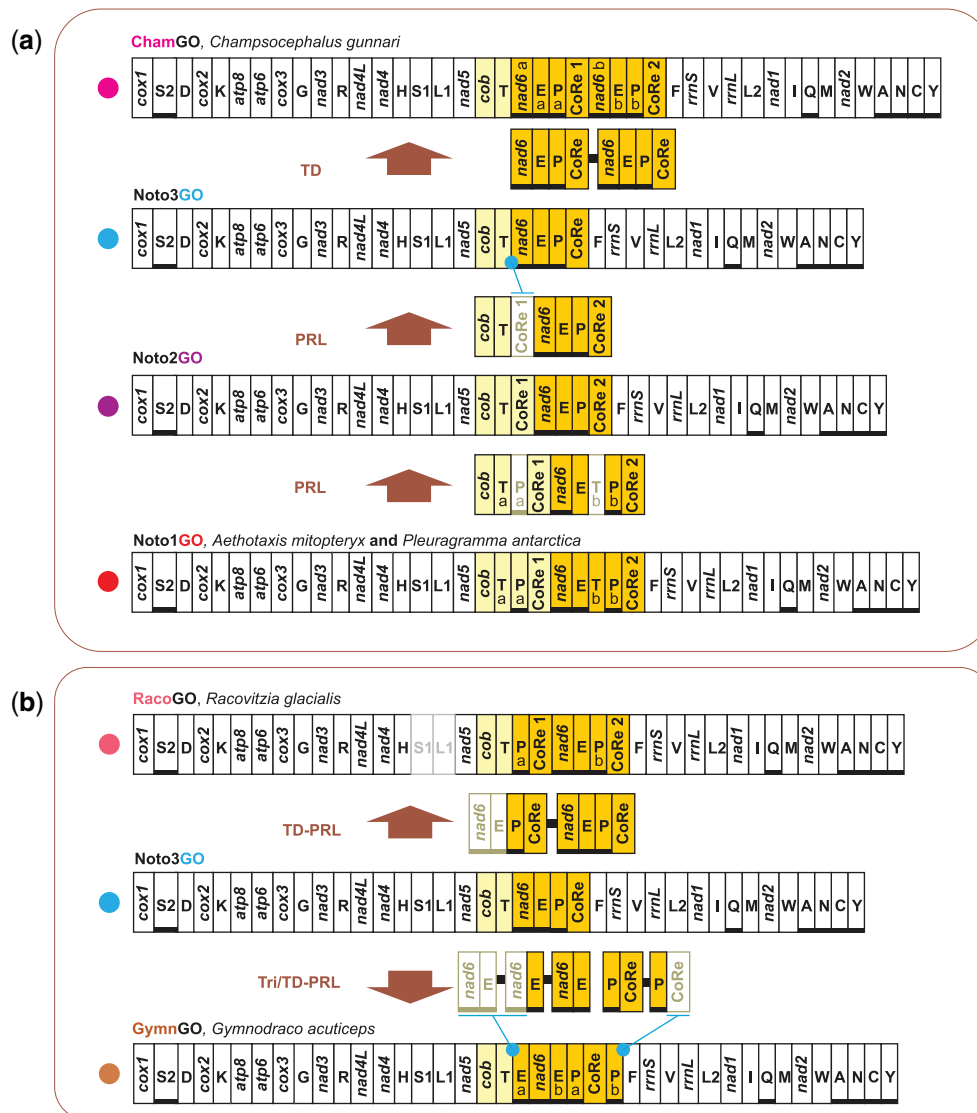 (a)
ChamGO, Champsocephalus gunnari
cox1 S2 D cox2 K atp8 atp6 cox3 G nad3 R nad4L nad4 H S1 L1 nad5 cob T nad6 a E a P a CoRe 1 nad6 b E b P b CoRe 2 F rrnS V rrnL L2 nad1 I Q M nad2 W A N C Y
TD
nad6 E P CoRe nad6 E P CoRe
Noto3GO
cox1 S2 D cox2 K atp8 atp6 cox3 G nad3 R nad4L nad4 H S1 L1 nad5 cob T nad6 E P CoRe F rrnS V rrnL L2 nad1 I Q M nad2 W A N C Y
PRL
cob T CoRe 1 nad6 E P CoRe 2
Noto2GO
cox1 S2 D cox2 K atp8 atp6 cox3 G nad3 R nad4L nad4 H S1 L1 nad5 cob T CoRe 1 nad6 E P CoRe 2 F rrnS V rrnL L2 nad1 I Q M nad2 W A N C Y
PRL
cob T a P a CoRe 1 nad6 E T b P b CoRe 2
Noto1GO, Aethotaxis mitopteryx and Pleuragramma antarctica
cox1 S2 D cox2 K atp8 atp6 cox3 G nad3 R nad4L nad4 H S1 L1 nad5 cob T a P a CoRe 1 nad6 E T b P b CoRe 2 F rrnS V rrnL L2 nad1 I Q M nad2 W A N C Y
(b)
RacoGO, Racovitzia glacialis
cox1 S2 D cox2 K atp8 atp6 cox3 G nad3 R nad4L nad4 H S1 L1 nad5 cob T P a CoRe 1 nad6 E P b CoRe 2 F rrnS V rrnL L2 nad1 I Q M nad2 W A N C Y
TD-PRL
nad6 E P CoRe nad6 E P CoRe
Noto3GO
cox1 S2 D cox2 K atp8 atp6 cox3 G nad3 R nad4L nad4 H S1 L1 nad5 cob T nad6 E P CoRe F rrnS V rrnL L2 nad1 I Q M nad2 W A N C Y
Tri/TD-PRL
nad6 E nad6 E nad6 E P CoRe P CoRe
GymnGO, Gymnodraco acuticeps
cox1 S2 D cox2 K atp8 atp6 cox3 G nad3 R nad4L nad4 H S1 L1 nad5 cob T E a nad6 E b P a CoRe P b F rrnS V rrnL L2 nad1 I Q M nad2 W A N C Y